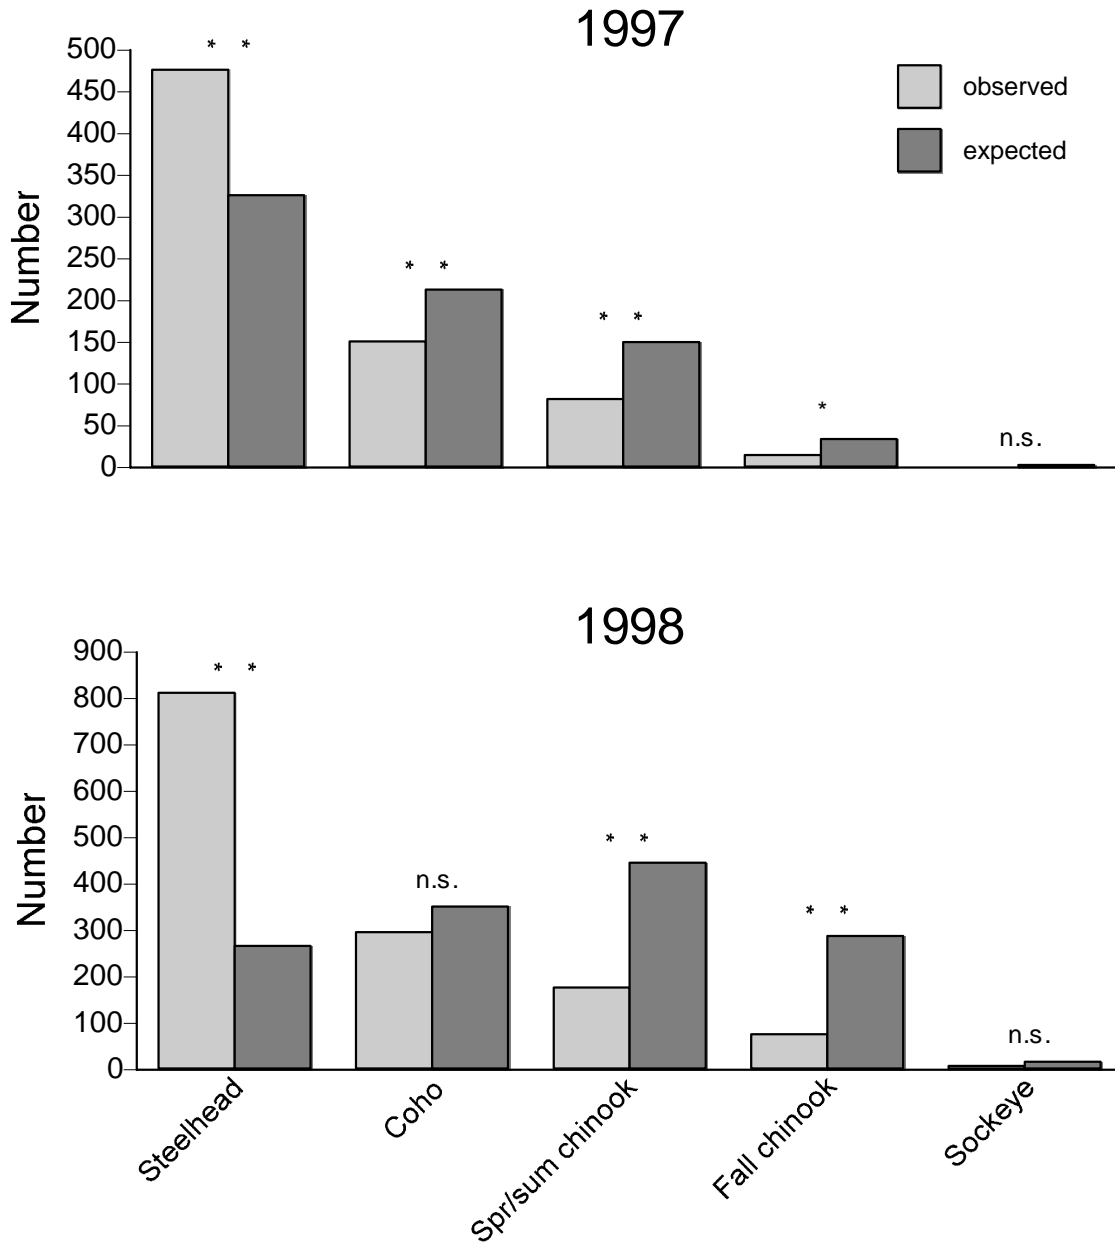 1997
* *
500
450
400
350
300
250
200
150
100
50
0
Number
observed
expected
* *
* *
*
n.s.
1998
900
800
700
600
500
400
300
200
100
0
Number
* *
n.s.
* *
* *
n.s.
Steelhead
Coho
Spr/sum chinook
Fall chinook
Sockeye